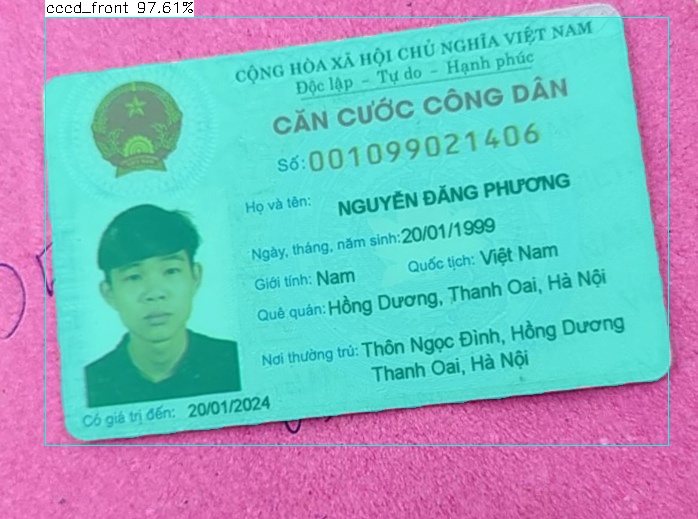 cccd_front 97.61%
CỘNG HÒA XÃ HỘI CHỦ NGHĨA VIỆT NAM
Độc lập - Tự do - Hạnh phúc
CĂN CƯỚC CÔNG DÂN
Số: 001099021406
Họ và tên: NGUYỄN ĐĂNG PHƯƠNG
Ngày, tháng, năm sinh: 20/01/1999
Giới tính: Nam Quốc tịch: Việt Nam
Quê quán: Hồng Dương, Thanh Oai, Hà Nội
Nơi thường trú: Thôn Ngọc Đình, Hồng Dương
Thanh Oai, Hà Nội
Có giá trị đến: 20/01/2024